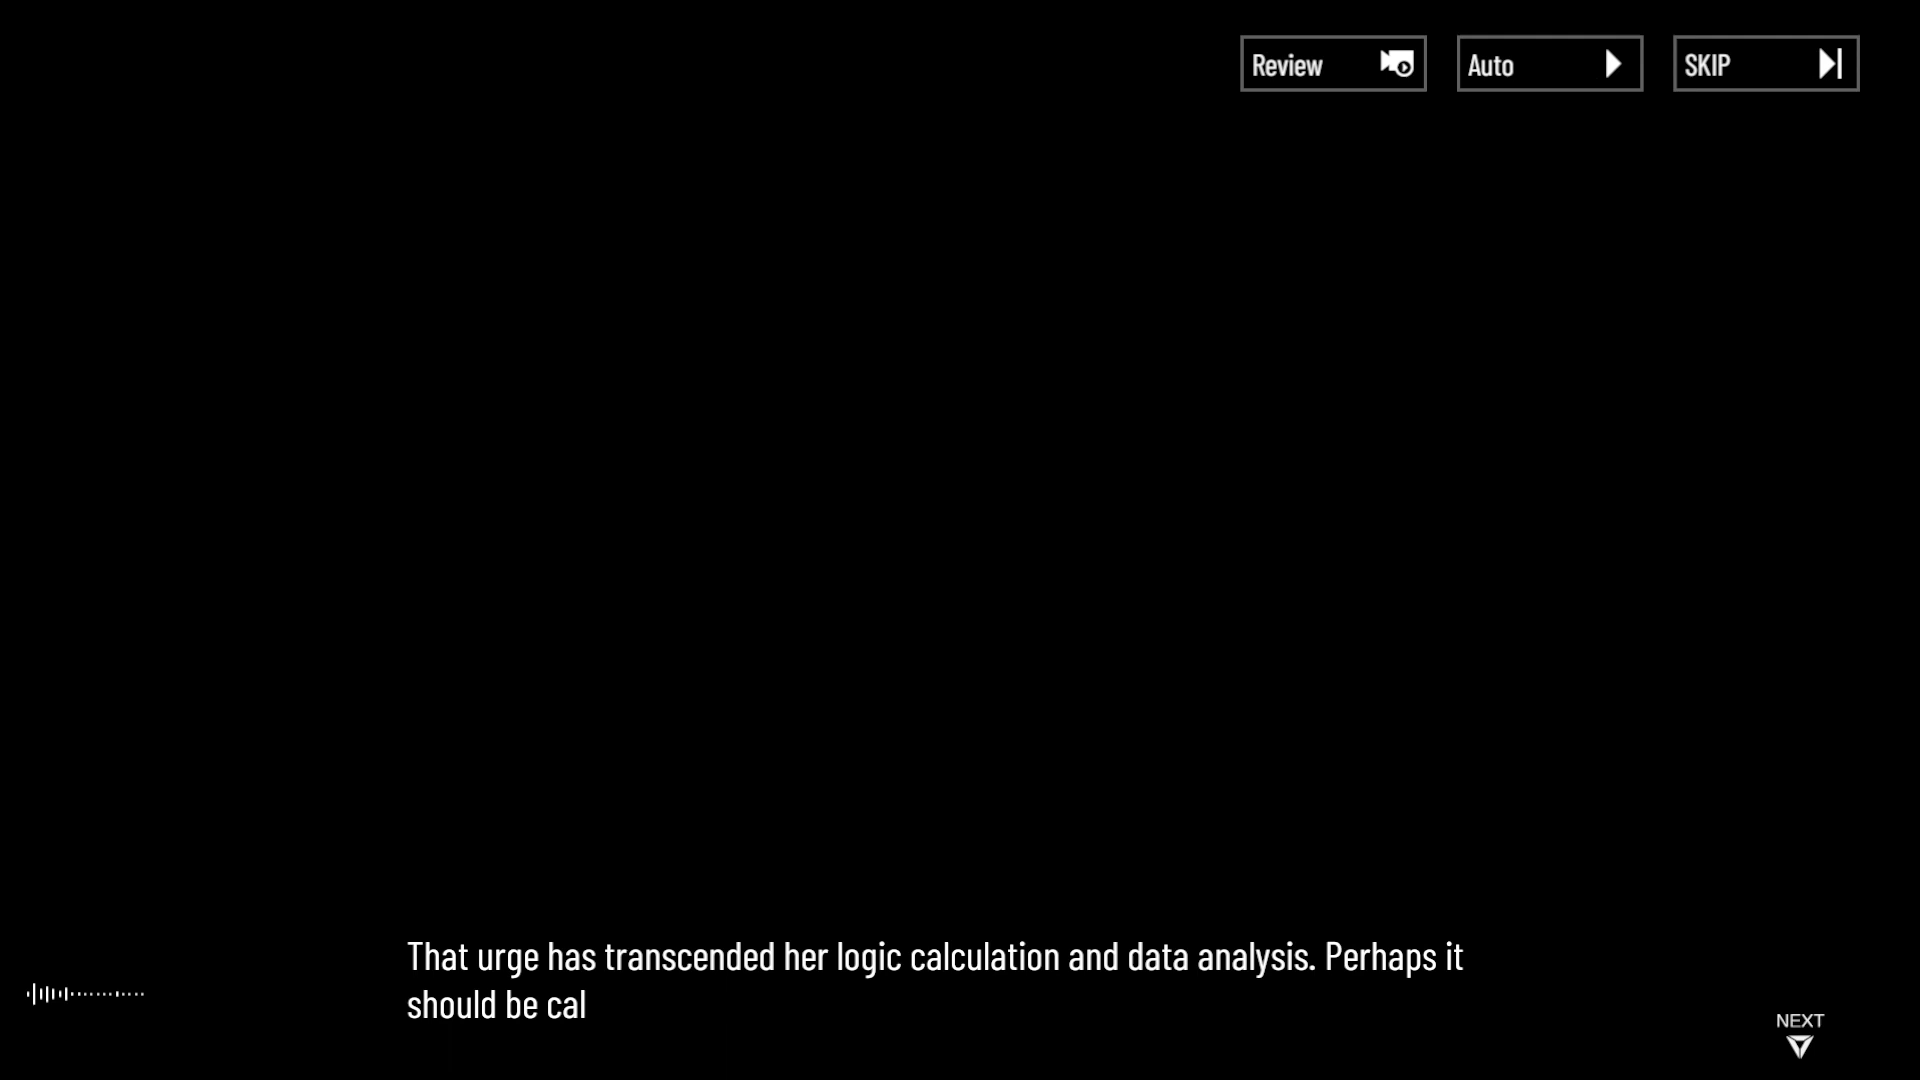 Review
Auto
SKIP
That urge has transcended her logic calculation and data analysis. Perhaps it
should be cal
NEXT